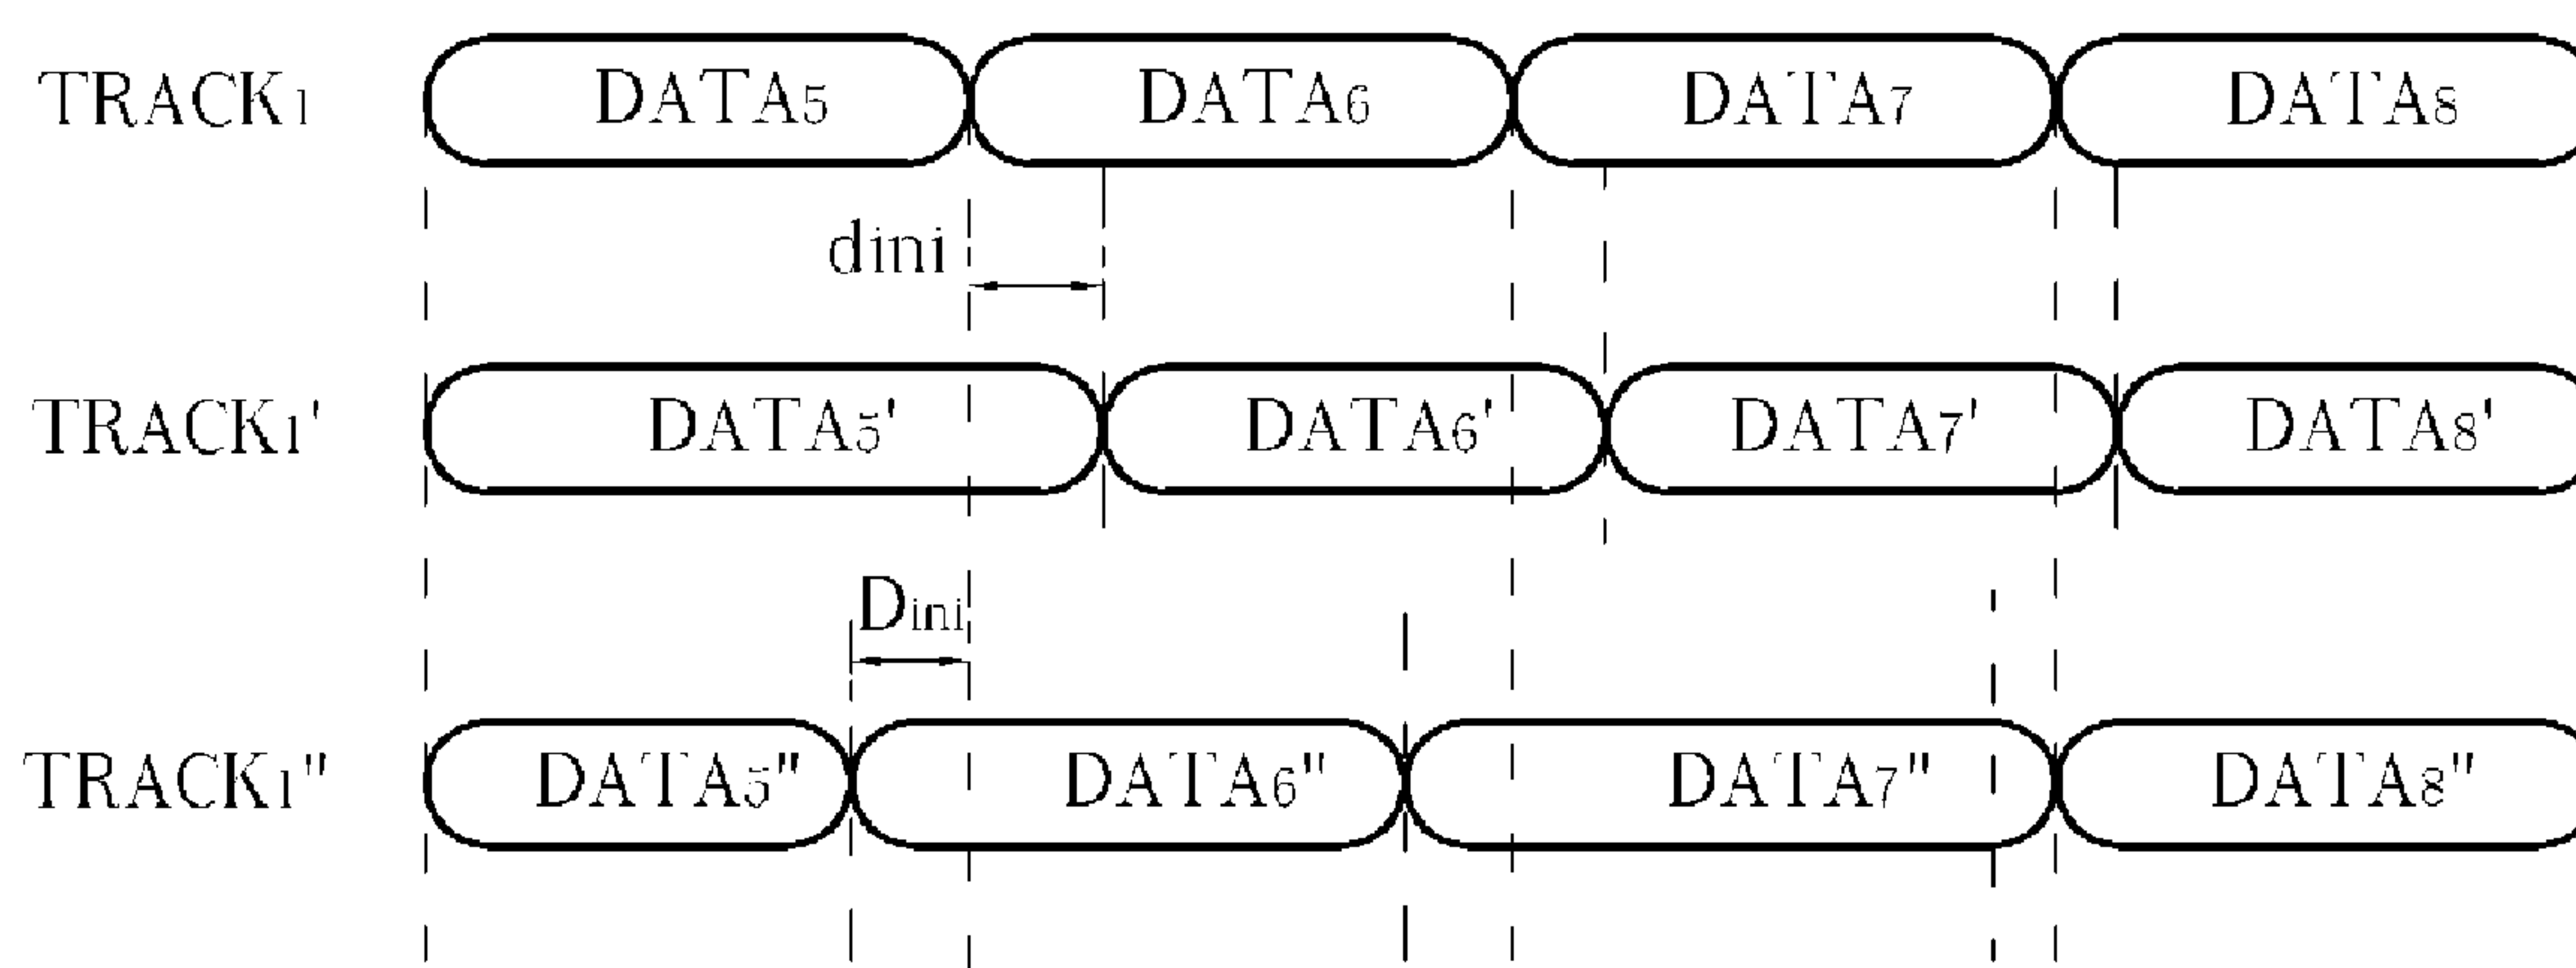 TRACK1 DATA5 DATA6 DATA7 DATA8
dini
TRACK1' DATA5' DATA6' DATA7' DATA8'
Dini
TRACK1" DATA5" DATA6" DATA7" DATA8"